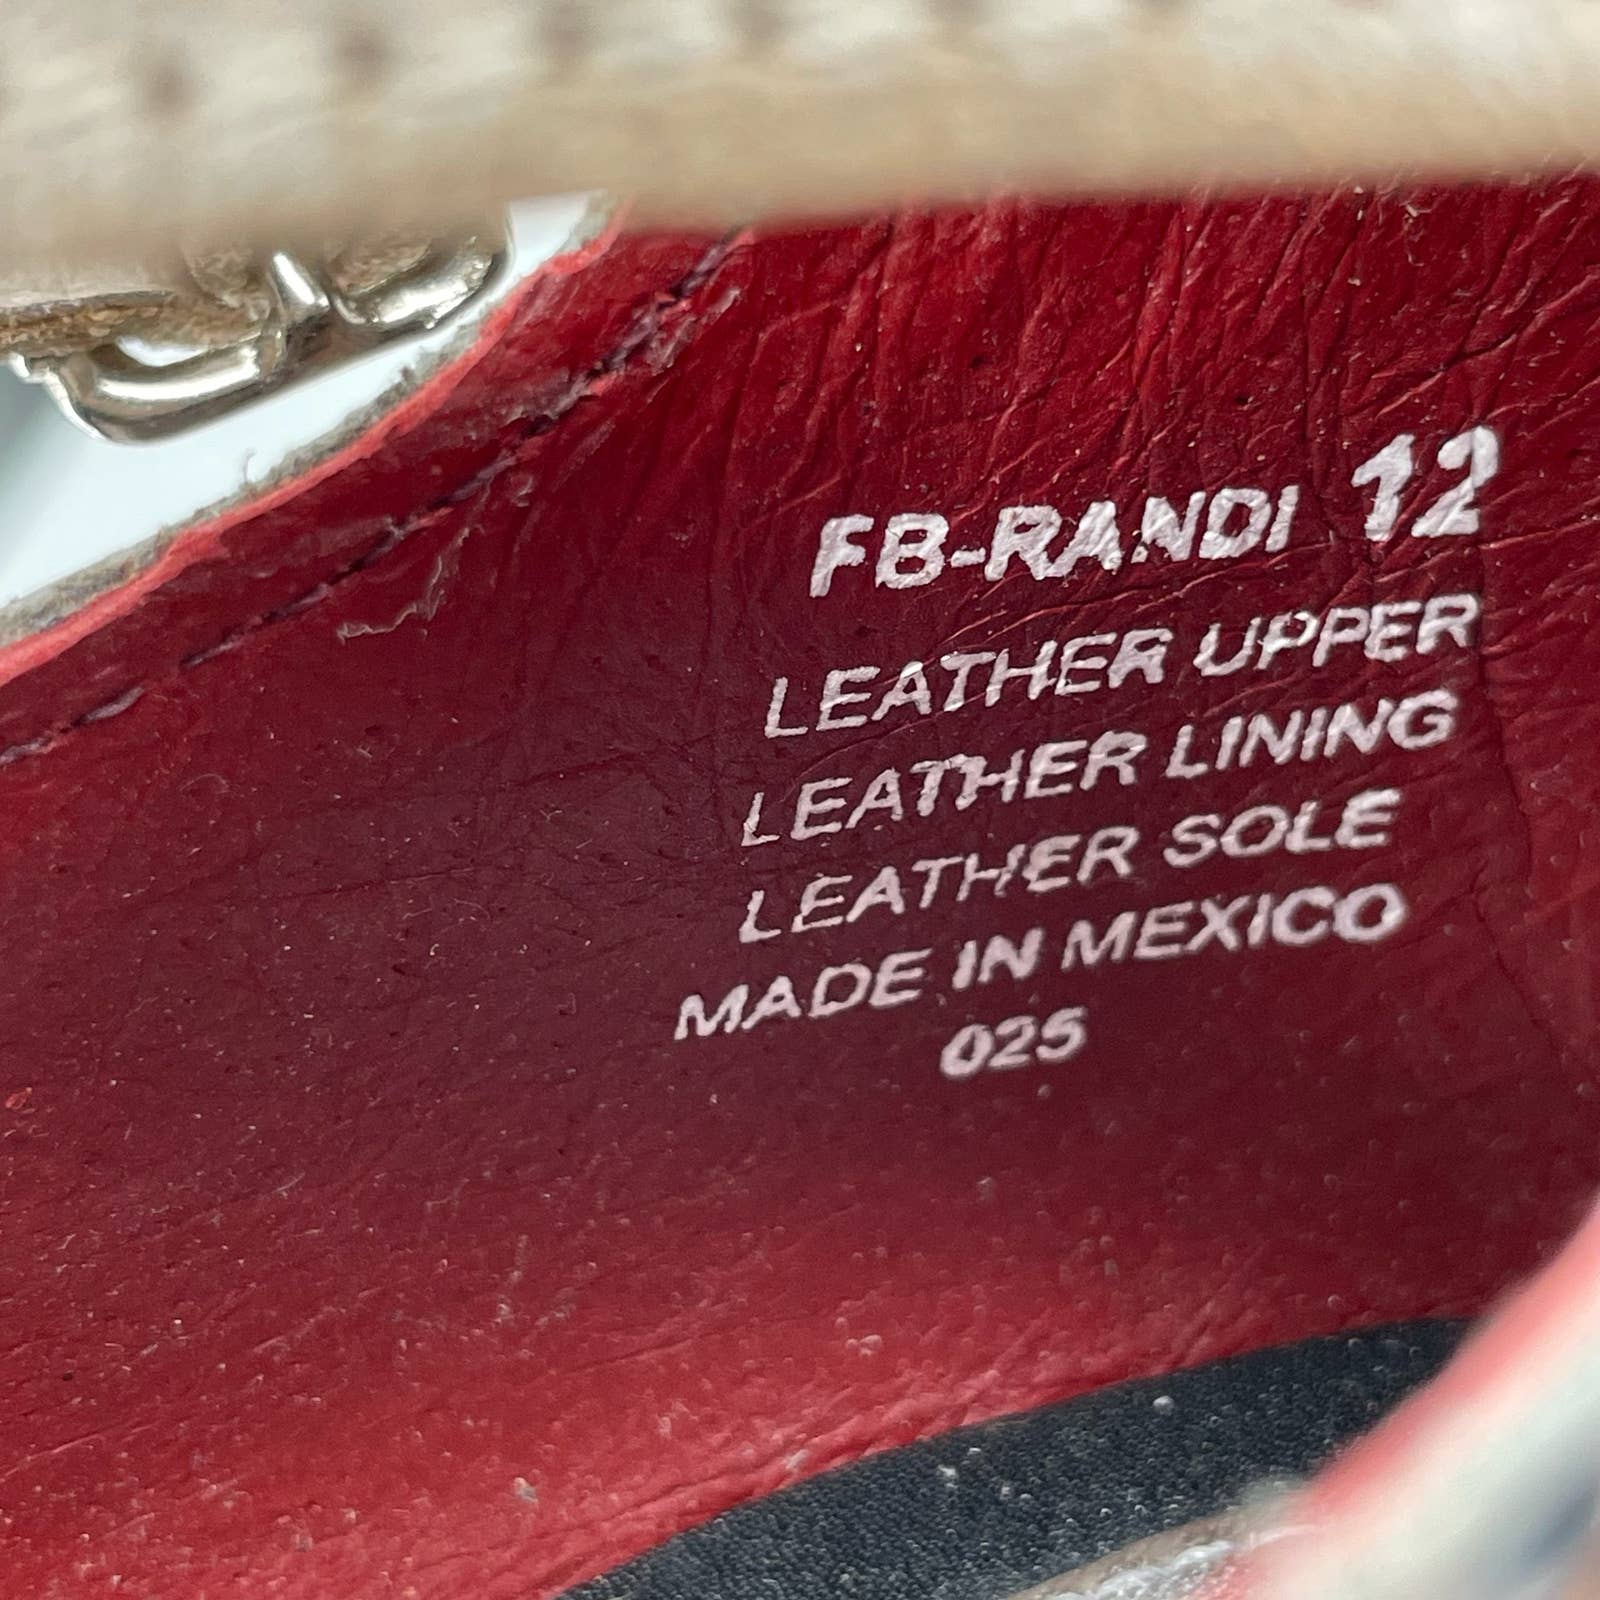 FB-RANDI 12
LEATHER UPPER
LEATHER LINING
LEATHER SOLE
MADE IN MEXICO
025